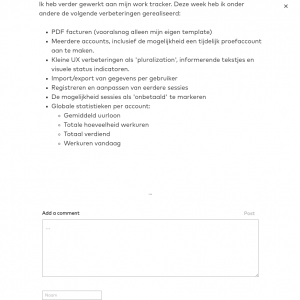 Ik heb verder gewerkt aan mijn work tracker. Deze week heb ik onder
andere de volgende verbeteringen gerealiseerd:
• PDF facturen (vooralsnog alleen mijn eigen template)
• Meerdere accounts, inclusief de mogelijkheid een tijdelijk proefaccount
aan te maken.
• Kleine UX verbeteringen als 'pluralization', informerende tekstjes en
visuele status indicatoren.
• Import/export van gegevens per gebruiker
• Registreren en aanpassen van eerdere sessies
• De mogelijkheid sessies als 'onbetaald' te markeren
• Globale statistieken per account:
Gemiddeld uurloon
Totale hoeveelheid werkuren
Totaal verdiend
Werkuren vandaag
Add a comment Post
...
Naam